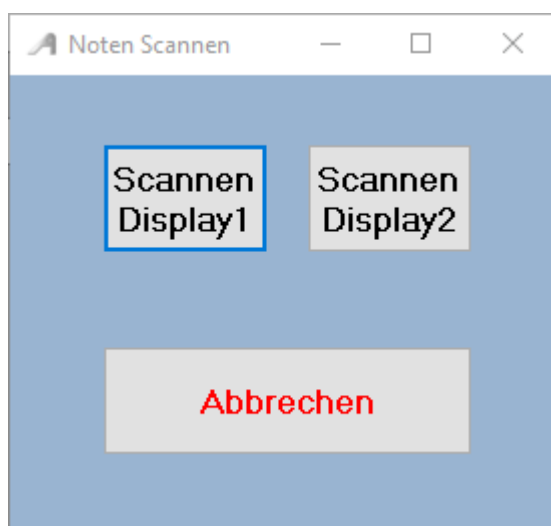 Noten Scannen
Scannen
Display1
Scannen
Display2
Abbrechen